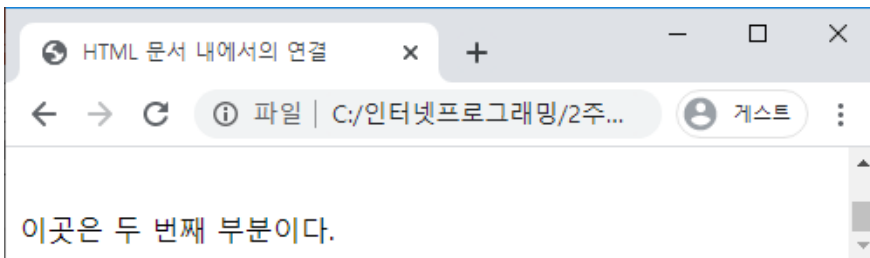 HTML 문서 내에서의 연결
파일 | C:/인터넷프로그래밍/2주... 게스트
이곳은 두 번째 부분이다.